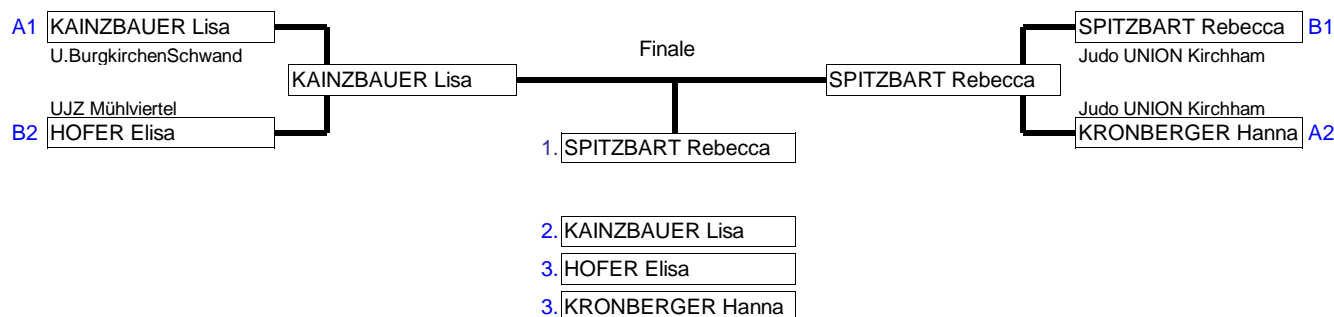 A1 KAINZBAUER Lisa
U.BurgkirchenSchwand
KAINZBAUER Lisa
UJZ Mühlviertel
B2 HOFER Elisa
Finale
SPITZBART Rebecca B1
Judo UNION Kirchham
SPITZBART Rebecca
Judo UNION Kirchham
KRONBERGER Hanna A2
1. SPITZBART Rebecca
2. KAINZBAUER Lisa
3. HOFER Elisa
3. KRONBERGER Hanna